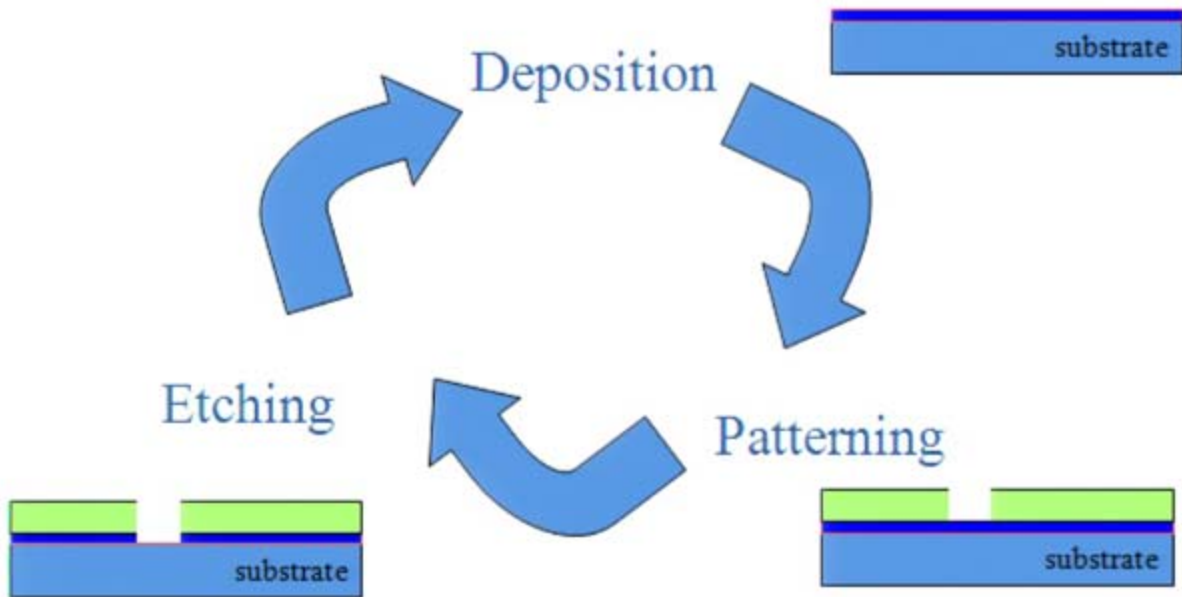 Deposition
substrate
Patterning
substrate
Etching
substrate